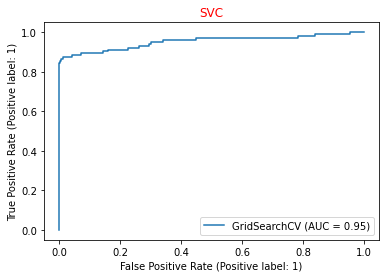 SVC
True Positive Rate (Positive label: 1)
1.0
0.8
0.6
0.4
0.2
0.0
GridSearchCV (AUC = 0.95)
0.0 0.2 0.4 0.6 0.8 1.0
False Positive Rate (Positive label: 1)